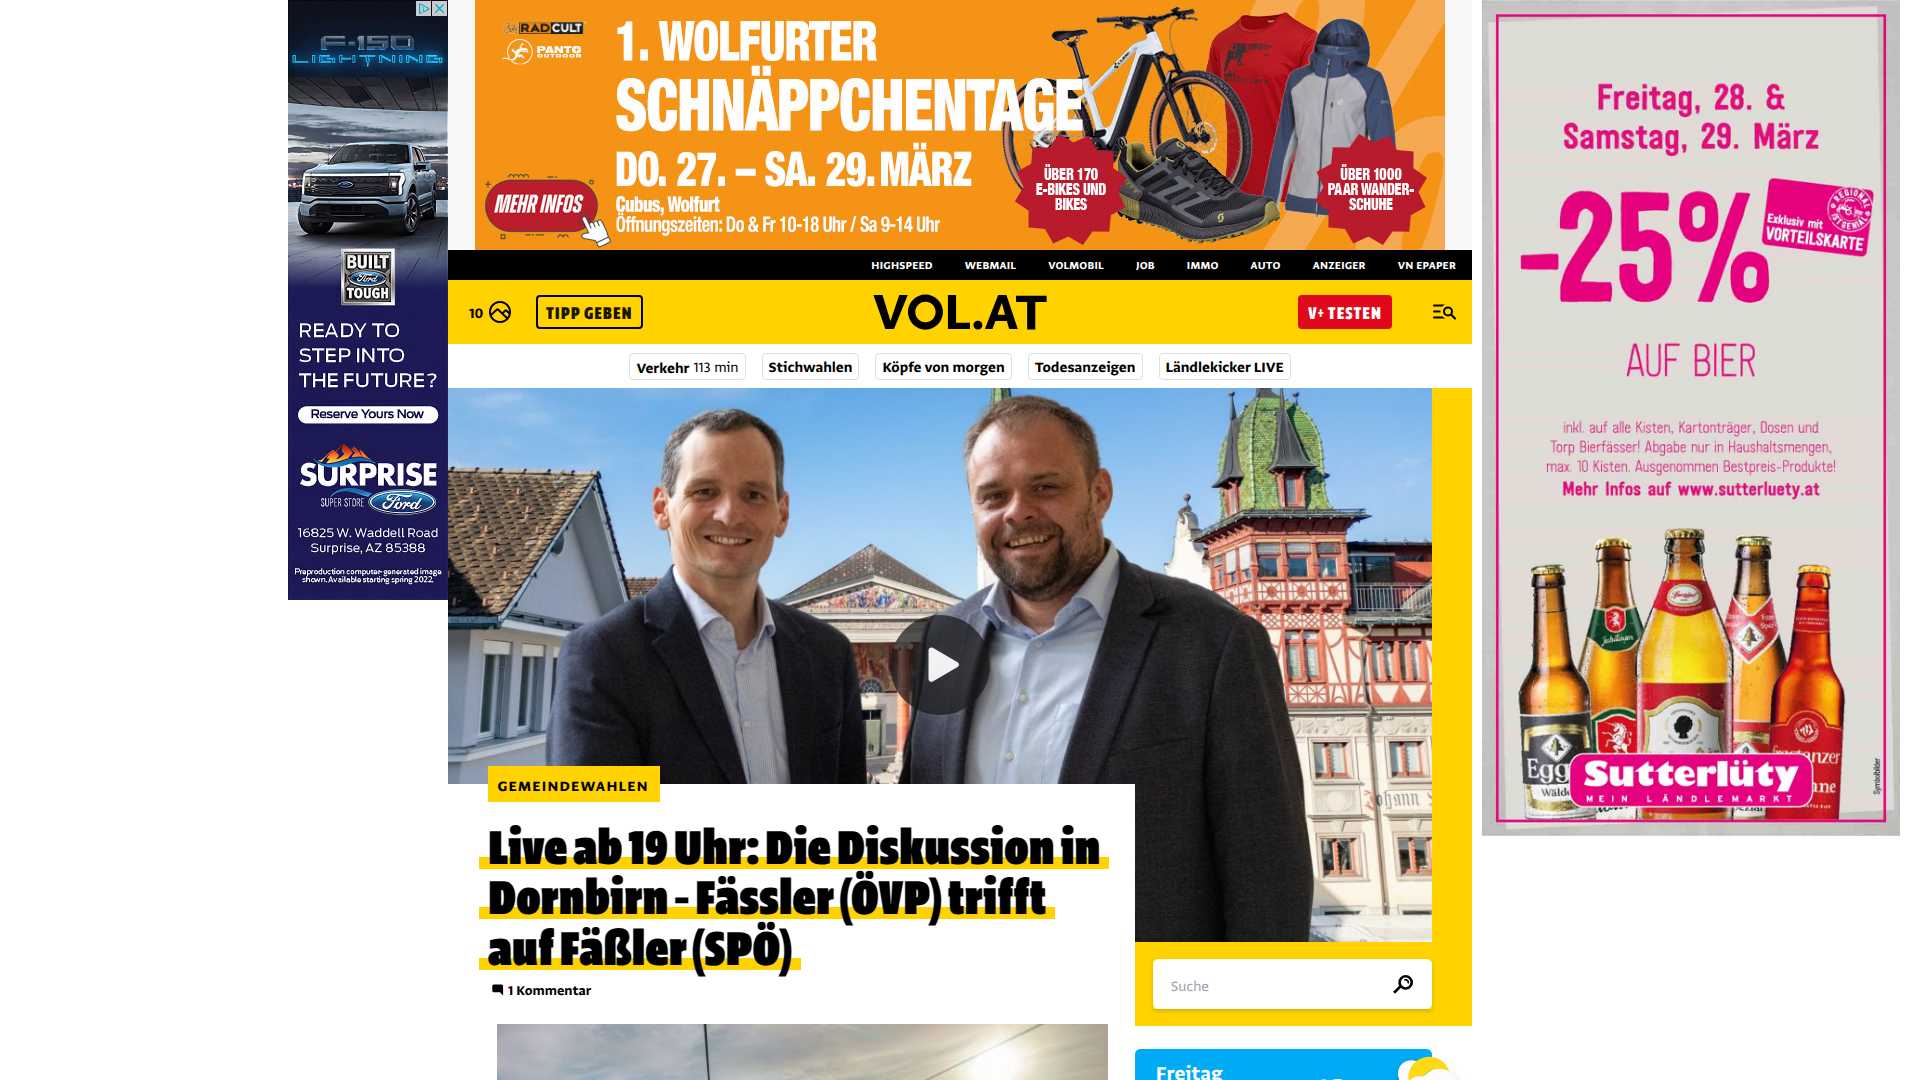 F-150
LIGHTNING
BUILT
Ford
TOUGH
READY TO
STEP INTO
THE FUTURE?
Reserve Yours Now
SURPRISE
SUPER STORE Ford
16825 W. Waddell Road
Surprise, AZ 85388
Preproduction computer-generated image
shown. Available starting spring 2022.
RADCULT
PANTO
OUTDOOR
1. WOLFURTER
SCHNÄPPCHENTAGE
DO. 27. – SA. 29. MÄRZ
MEHR INFOS
Cubus, Wolfurt
Öffnungszeiten: Do & Fr 10-18 Uhr / Sa 9-14 Uhr
ÜBER 170
E-BIKES UND
BIKES
ÜBER 1000
PAAR WANDER-
SCHUHE
HIGHSPEED WEBMAIL VOLMOBIL JOB IMMO AUTO ANZEIGER VN EPAPER
10 TIPP GEBEN VOL.AT V+ TESTEN
Verkehr 113 min Stichwahlen Köpfe von morgen Todesanzeigen Ländlekicker LIVE
GEMEINDEWAHLEN
Live ab 19 Uhr: Die Diskussion in
Dornbirn – Fässler (ÖVP) trifft
auf Fäßler (SPÖ)
1 Kommentar
Suche
Freitag
Freitag, 28. &
Samstag, 29. März
-25%
REGIONAL
IST GENIAL
Exklusiv mit
VORTEILSKARTE
AUF BIER
inkl. auf alle Kisten, Kartonträger, Dosen und
Torp Bierfässer! Abgabe nur in Haushaltsmengen,
max. 10 Kisten. Ausgenommen Bestpreis-Produkte!
Mehr Infos auf www.sutterluety.at
Sutterlüty
MEIN LÄNDLEMARKT
Symbolbilder